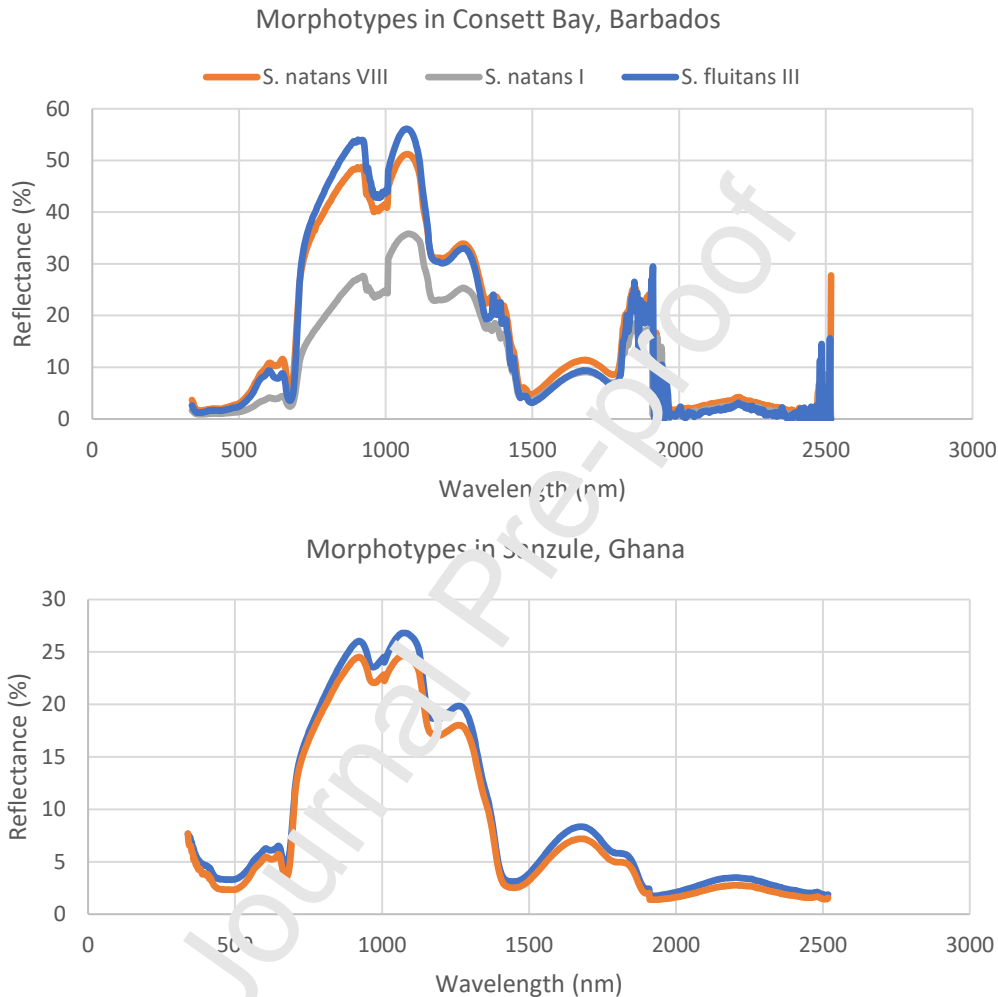 Morphotypes in Consett Bay, Barbados
S. natans VIII S. natans I S. fluitans III
60
50
40
30
20
10
0
Reflectance (%)
0 500 1000 1500 2000 2500 3000
Wavelength (nm)
Morphotypes in Sanzule, Ghana
30
25
20
15
10
5
0
Reflectance (%)
0 500 1000 1500 2000 2500 3000
Wavelength (nm)
Journal Pre-proof